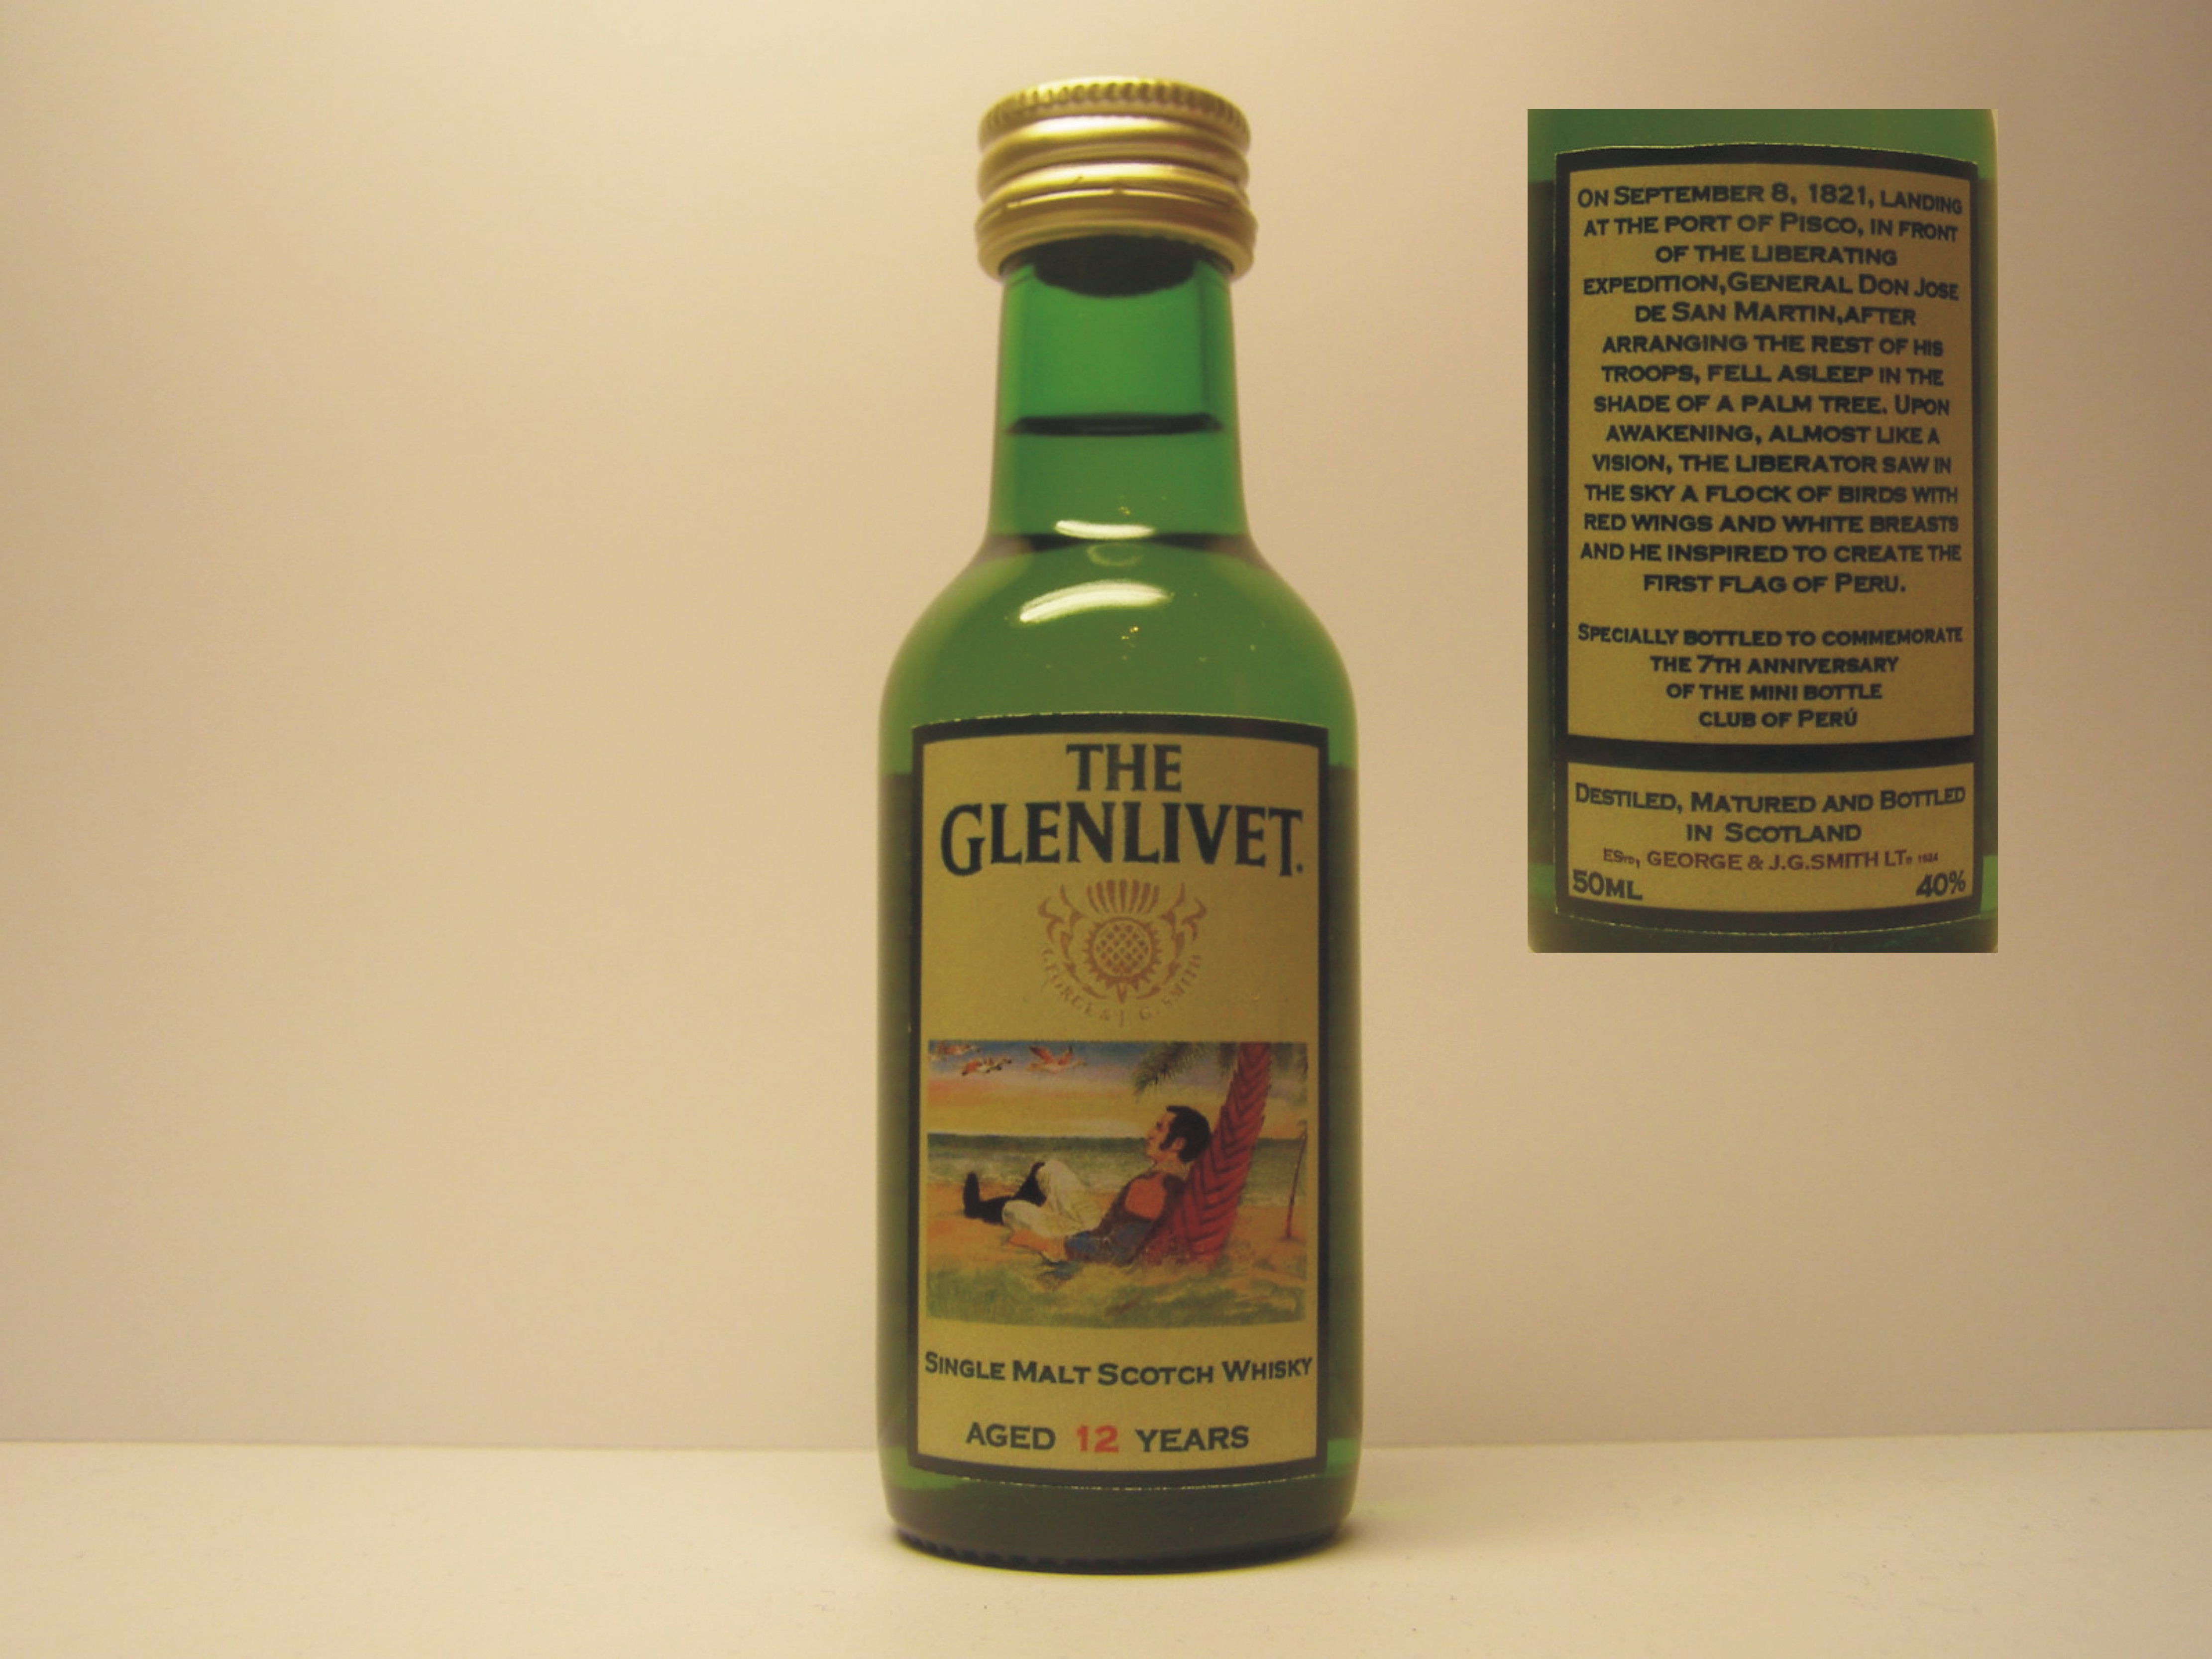 THE
GLENLIVET.
GEORGE & J. G. SMITH
SINGLE MALT SCOTCH WHISKY
AGED 12 YEARS
ON SEPTEMBER 8, 1821, LANDING
AT THE PORT OF PISCO, IN FRONT
OF THE LIBERATING
EXPEDITION,GENERAL DON JOSE
DE SAN MARTIN,AFTER
ARRANGING THE REST OF HIS
TROOPS, FELL ASLEEP IN THE
SHADE OF A PALM TREE. UPON
AWAKENING, ALMOST LIKE A
VISION, THE LIBERATOR SAW IN
THE SKY A FLOCK OF BIRDS WITH
RED WINGS AND WHITE BREASTS
AND HE INSPIRED TO CREATE THE
FIRST FLAG OF PERU.
SPECIALLY BOTTLED TO COMMEMORATE
THE 7TH ANNIVERSARY
OF THE MINI BOTTLE
CLUB OF PERÚ
DESTILED, MATURED AND BOTTLED
IN SCOTLAND
ESTD, GEORGE & J.G.SMITH LTD 1824
50ML 40%